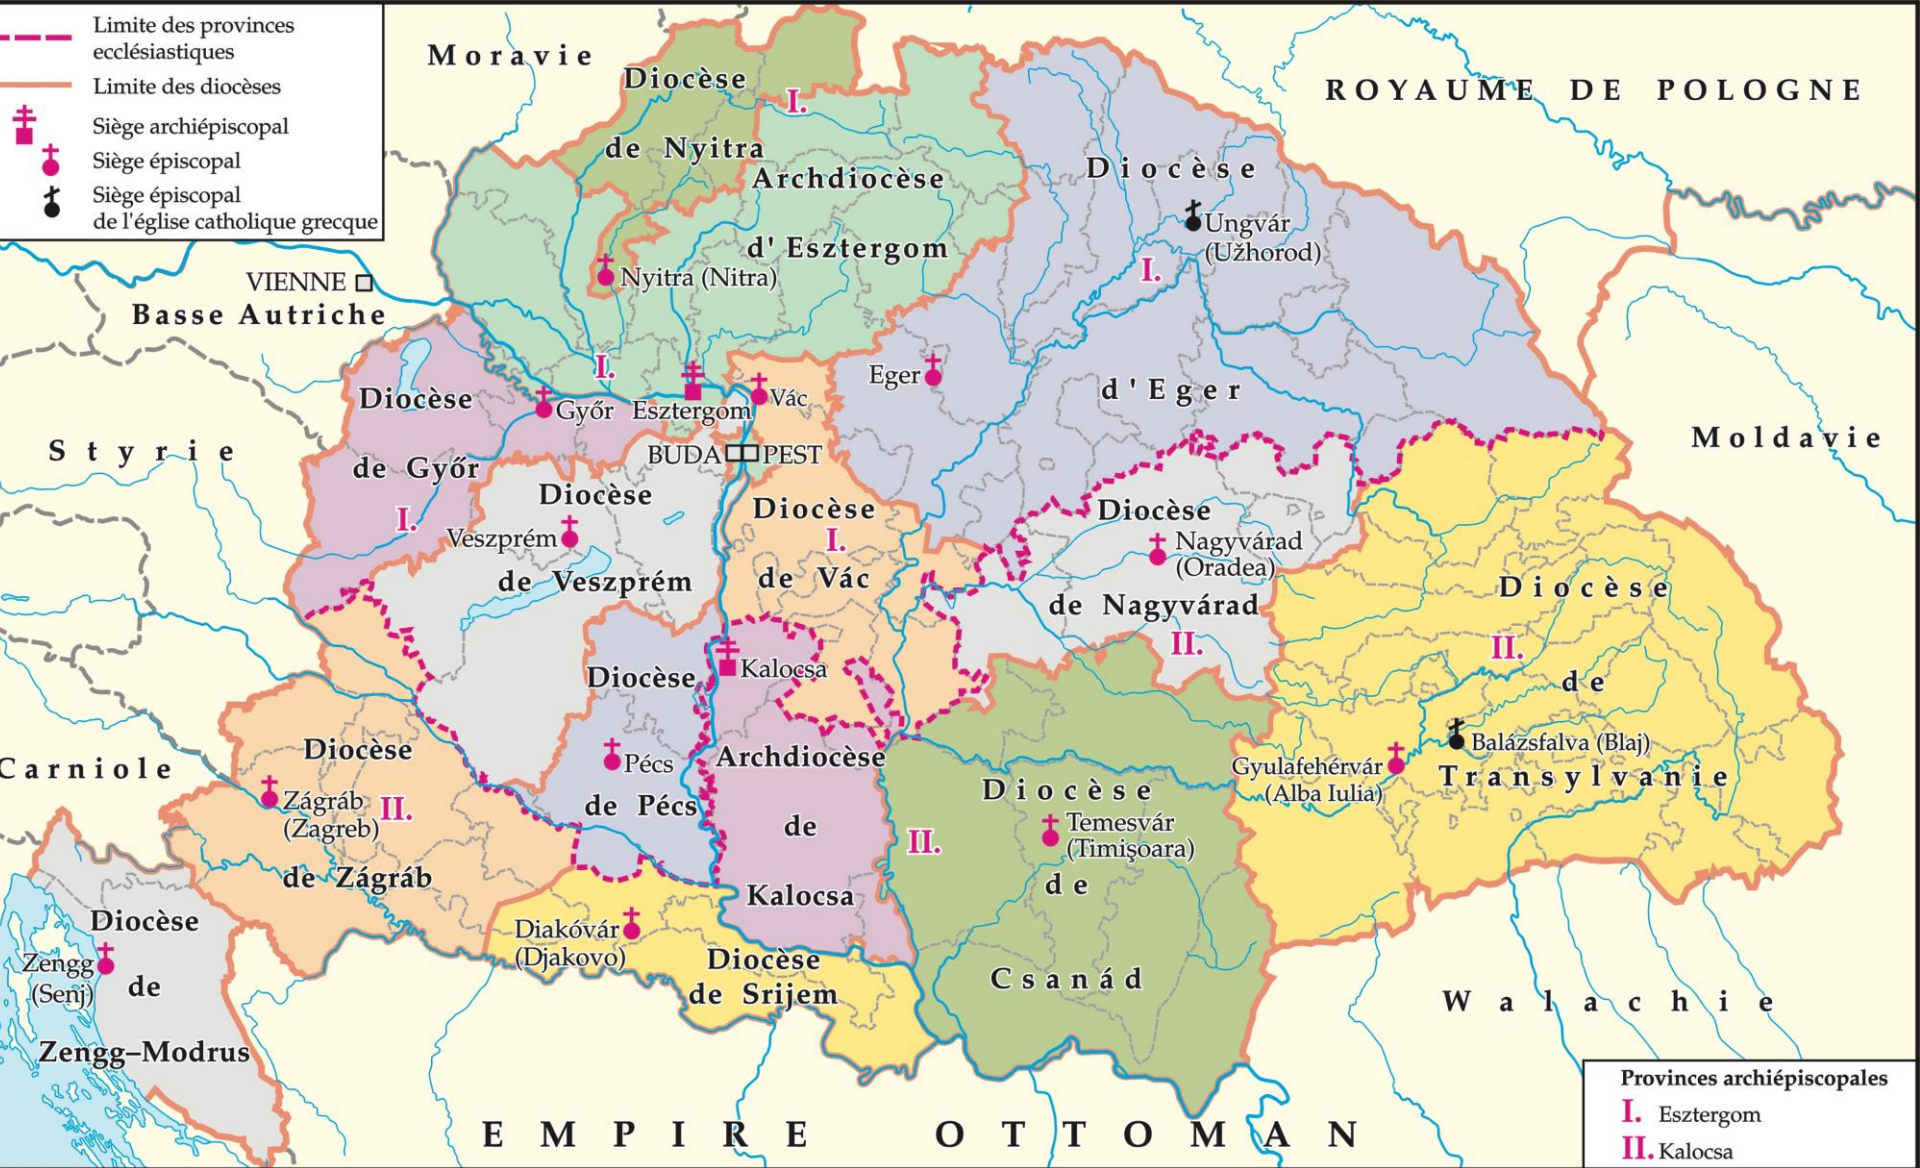 Limite des provinces
ecclésiastiques
Limite des diocèses
Siège archiépiscopal
Siège épiscopal
Siège épiscopal
de l'église catholique grecque
Moravie
ROYAUME DE POLOGNE
Diocèse
de Nyitra
I.
Archdiocèse
d' Esztergom
Diocèse
Ungvár
(Užhorod)
I.
d'Eger
Nyitra (Nitra)
VIENNE
Basse Autriche
I.
Eger
Diocèse
de Győr
I.
Győr
Esztergom
Vác
BUDA
PEST
Styrie
Moldavie
Diocèse
Veszprém
de Veszprém
Diocèse
I.
de Vác
Diocèse
Nagyvárad
(Oradea)
de Nagyvárad
II.
Diocèse
II.
de
Transylvanie
Balázsfalva (Blaj)
Gyulafehérvár
(Alba Iulia)
Diocèse
Pécs
de Pécs
Kalocsa
Archdiocèse
de
Kalocsa
Diocèse
Temesvár
(Timişoara)
de
Csanád
II.
Carniole
Diocèse
Zágráb
(Zagreb)
II.
de Zágráb
Diocèse
Zengg
(Senj)
de
Zengg–Modrus
Diakóvár
(Djakovo)
Diocèse
de Srijem
Walachie
EMPIRE OTTOMAN
Provinces archiépiscopales
I. Esztergom
II. Kalocsa